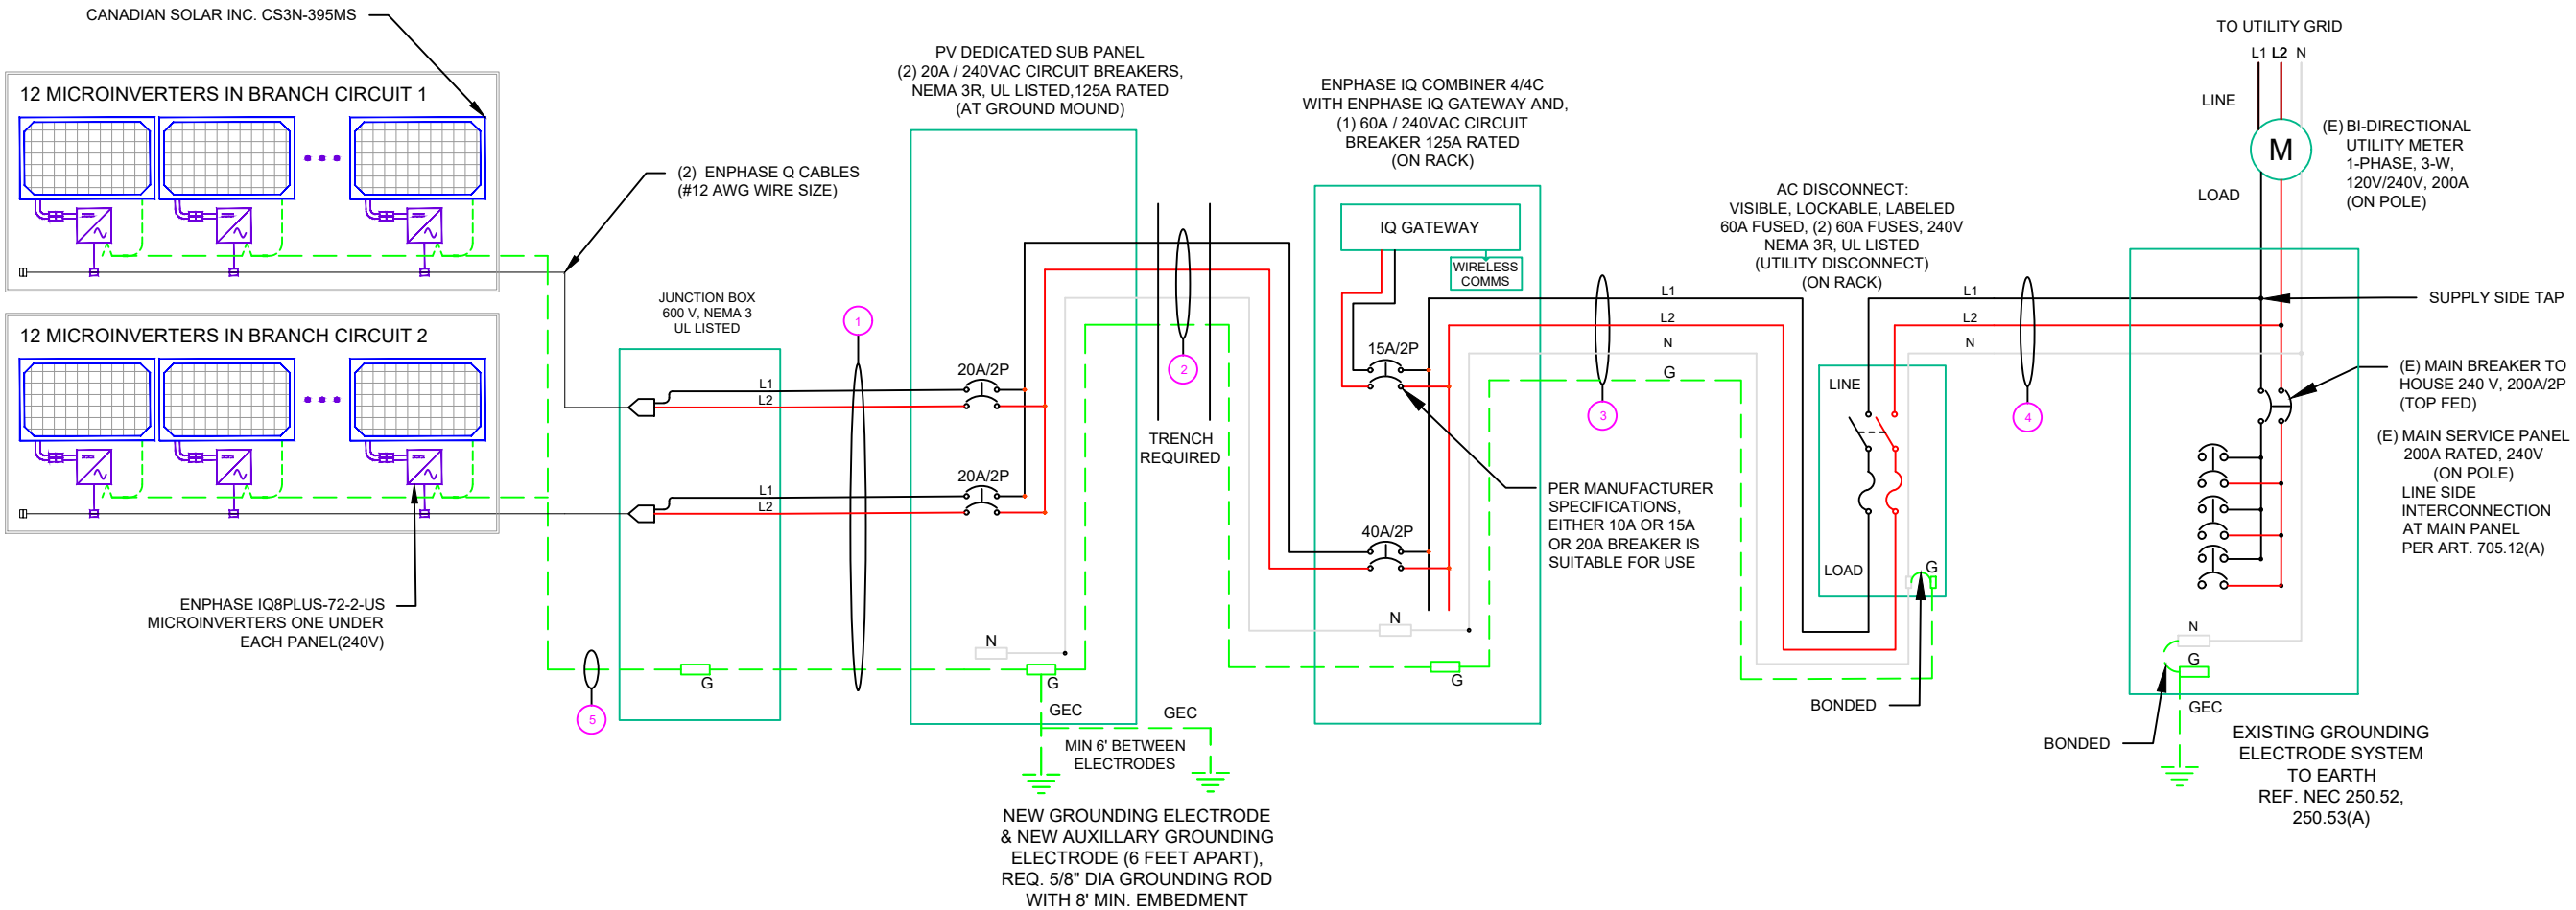 CANADIAN SOLAR INC. CS3N-395MS
12 MICROINVERTERS IN BRANCH CIRCUIT 1
12 MICROINVERTERS IN BRANCH CIRCUIT 2
ENPHASE IQ8PLUS-72-2-US
MICROINVERTERS ONE UNDER
EACH PANEL(240V)
(2) ENPHASE Q CABLES
(#12 AWG WIRE SIZE)
JUNCTION BOX
600 V, NEMA 3
UL LISTED
L1
L2
L1
L2
G
5
1
PV DEDICATED SUB PANEL
(2) 20A / 240VAC CIRCUIT BREAKERS,
NEMA 3R, UL LISTED,125A RATED
(AT GROUND MOUND)
20A/2P
20A/2P
N
G
GEC
GEC
MIN 6' BETWEEN
ELECTRODES
NEW GROUNDING ELECTRODE
& NEW AUXILLARY GROUNDING
ELECTRODE (6 FEET APART),
REQ. 5/8" DIA GROUNDING ROD
WITH 8' MIN. EMBEDMENT
2
TRENCH
REQUIRED
ENPHASE IQ COMBINER 4/4C
WITH ENPHASE IQ GATEWAY AND,
(1) 60A / 240VAC CIRCUIT
BREAKER 125A RATED
(ON RACK)
IQ GATEWAY
WIRELESS
COMMS
15A/2P
40A/2P
N
G
PER MANUFACTURER
SPECIFICATIONS,
EITHER 10A OR 15A
OR 20A BREAKER IS
SUITABLE FOR USE
L1
L2
N
G
3
AC DISCONNECT:
VISIBLE, LOCKABLE, LABELED
60A FUSED, (2) 60A FUSES, 240V
NEMA 3R, UL LISTED
(UTILITY DISCONNECT)
(ON RACK)
LINE
LOAD
G
BONDED
L1
L2
N
4
TO UTILITY GRID
L1 L2 N
LINE
M
LOAD
(E) BI-DIRECTIONAL
UTILITY METER
1-PHASE, 3-W,
120V/240V, 200A
(ON POLE)
SUPPLY SIDE TAP
(E) MAIN BREAKER TO
HOUSE 240 V, 200A/2P
(TOP FED)
(E) MAIN SERVICE PANEL
200A RATED, 240V
(ON POLE)
LINE SIDE
INTERCONNECTION
AT MAIN PANEL
PER ART. 705.12(A)
N
G
GEC
BONDED
EXISTING GROUNDING
ELECTRODE SYSTEM
TO EARTH
REF. NEC 250.52,
250.53(A)